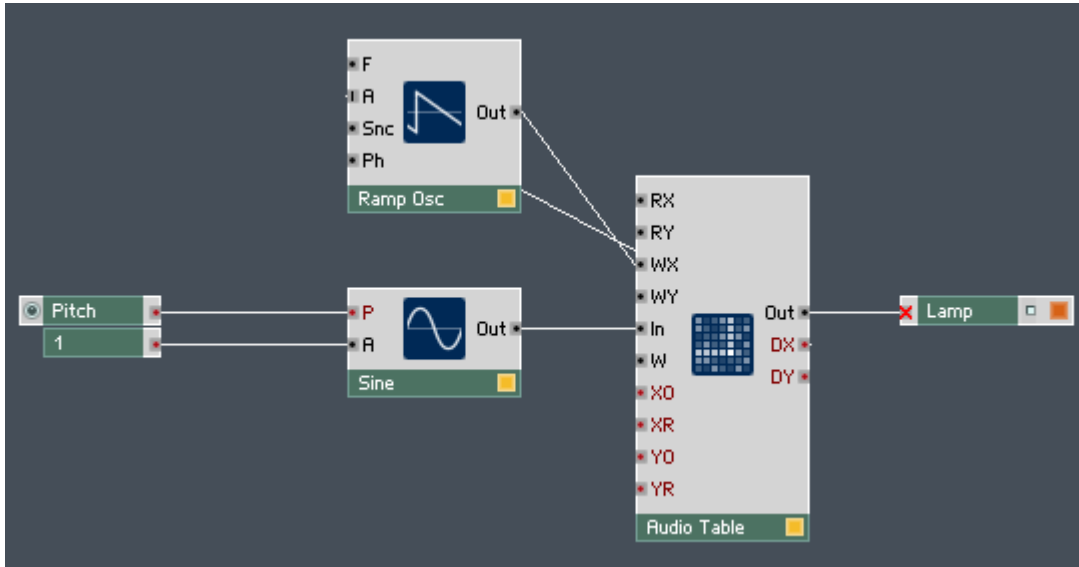 F
A
Snc
Ph
Out
Ramp Osc
Pitch
1
P
A
Out
Sine
RX
RY
WX
WY
In
W
XO
XR
YO
YR
Out
DX
DY
Audio Table
Lamp